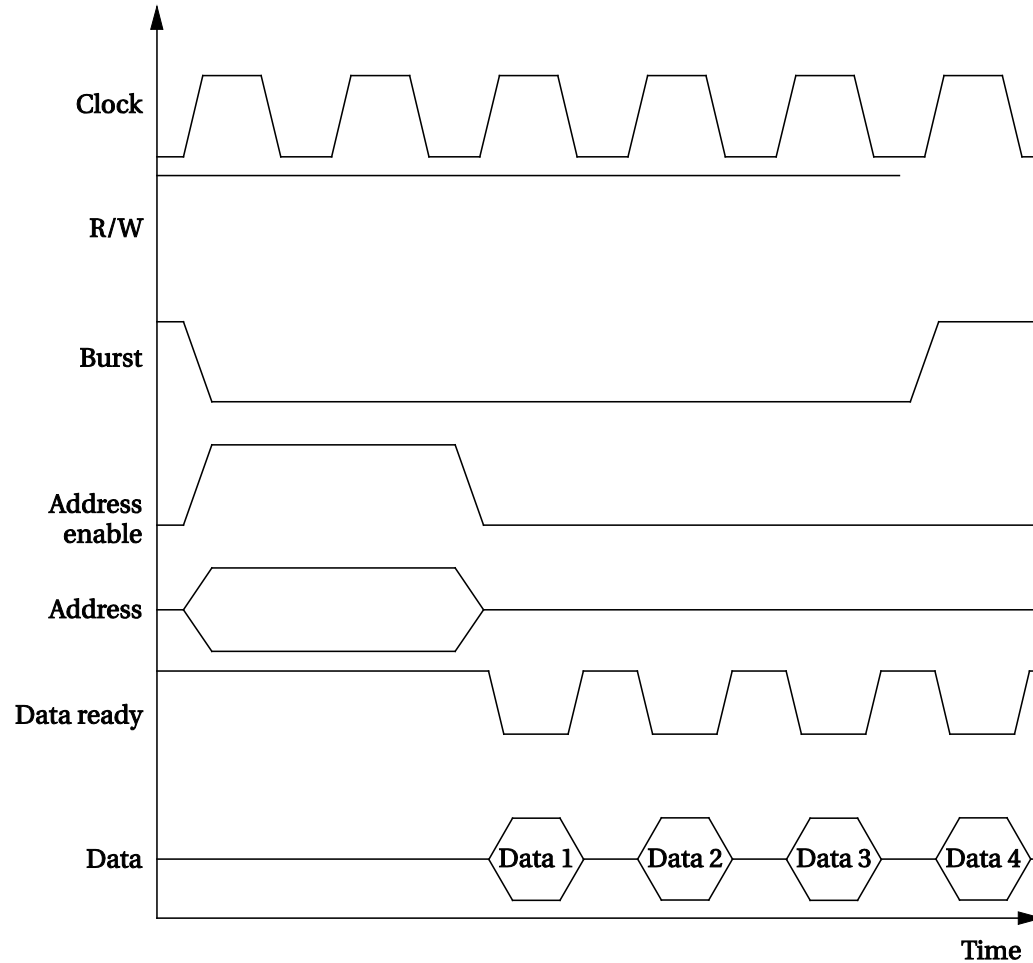 Clock
R/W
Burst
Address
enable
Address
Data ready
Data
Data 1
Data 2
Data 3
Data 4
Time